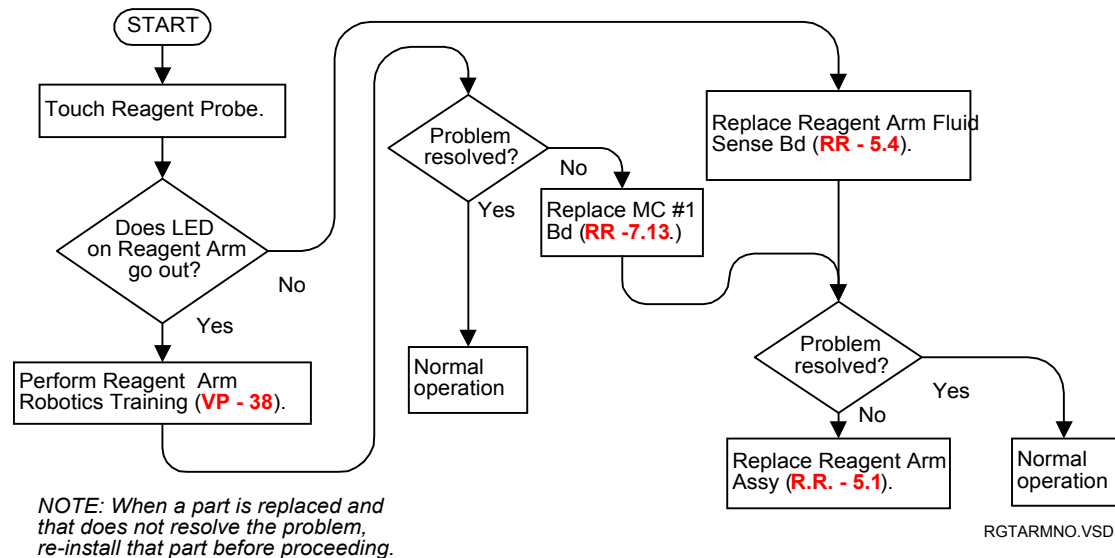 START
Touch Reagent Probe.
Does LED
on Reagent Arm
go out?
No
Yes
Perform Reagent Arm
Robotics Training (VP - 38).
Problem
resolved?
No
Yes
Replace MC #1
Bd (RR -7.13.)
Normal
operation
Replace Reagent Arm Fluid
Sense Bd (RR - 5.4).
Problem
resolved?
Yes
No
Replace Reagent Arm
Assy (R.R. - 5.1).
Normal
operation
NOTE: When a part is replaced and
that does not resolve the problem,
re-install that part before proceeding.
RGTARMNO.VSD